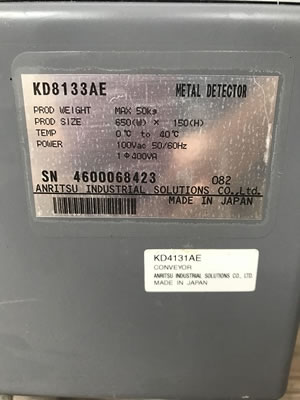 KD8133AE METAL DETECTOR
PROD WEIGHT MAX 50kg
PROD SIZE 650(W) × 150(H)
TEMP 0℃ to 40℃
POWER 100Vac 50/60Hz
1Φ400VA
SN 4600068423 082
ANRITSU INDUSTRIAL SOLUTIONS CO.,Ltd.
MADE IN JAPAN
KD4131AE
CONVEYOR
ANRITSU INDUSTRIAL SOLUTIONS CO., LTD.
MADE IN JAPAN